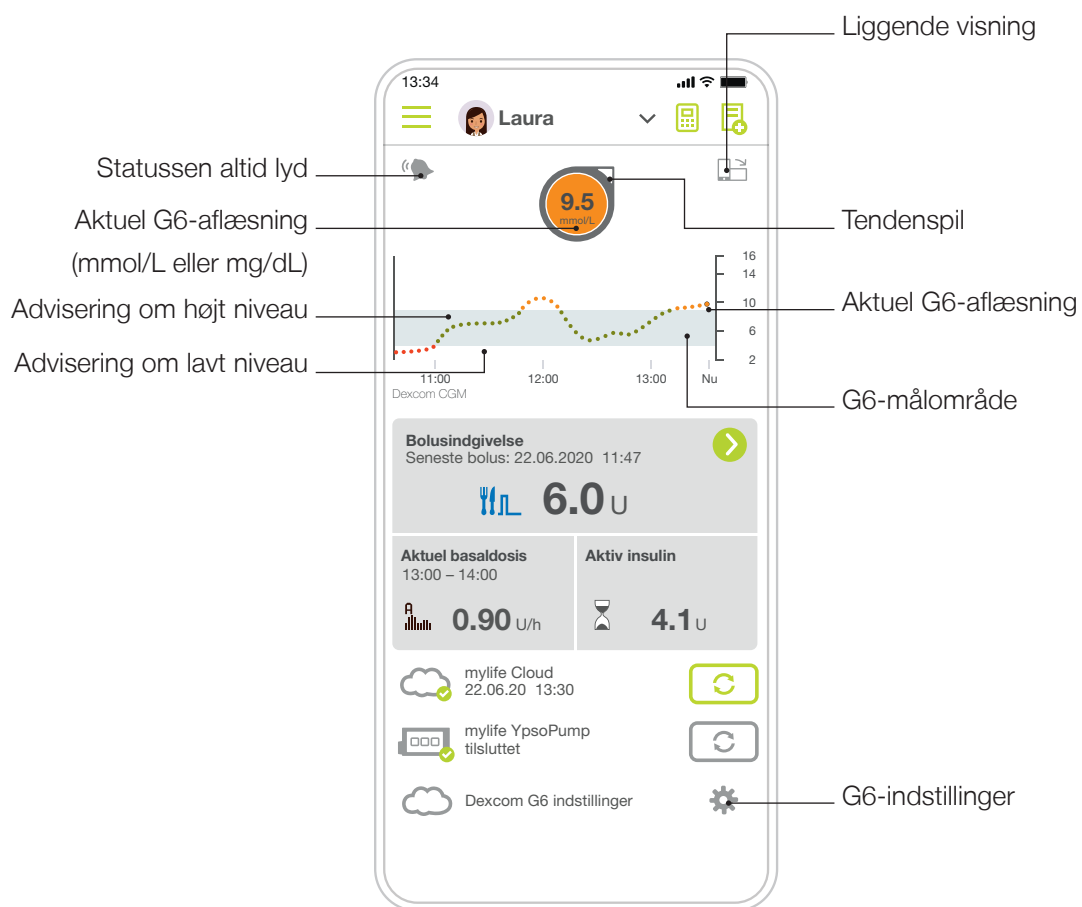 Liggende visning
13:34
Laura
Statussen altid lyd
9.5
mmol/L
Aktuel G6-aflæsning
(mmol/L eller mg/dL)
Tendenspil
16
14
10
6
2
Advisering om højt niveau
Aktuel G6-aflæsning
Advisering om lavt niveau
11:00 12:00 13:00 Nu
Dexcom CGM
G6-målområde
Bolusindgivelse
Seneste bolus: 22.06.2020 11:47
6.0 U
Aktuel basaldosis
13:00 – 14:00
A
0.90 U/h
Aktiv insulin
4.1 U
mylife Cloud
22.06.20 13:30
mylife YpsoPump
tilsluttet
Dexcom G6 indstillinger
G6-indstillinger